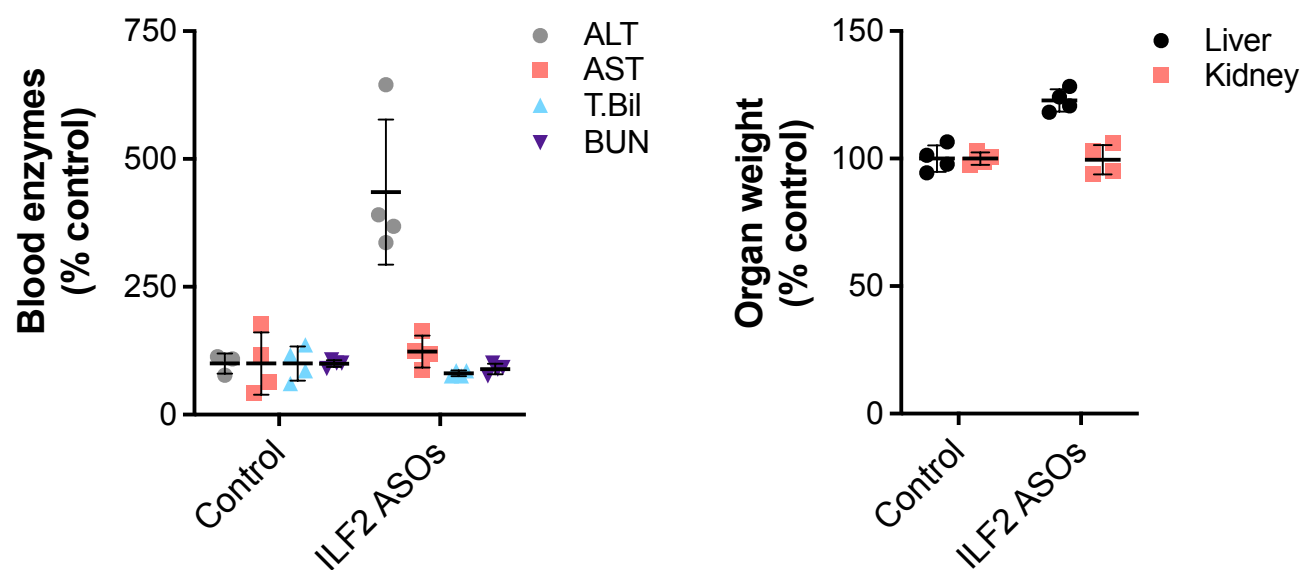 Blood enzymes
(% control)
750
500
250
0
Control
ILF2 ASOs
ALT
AST
T.Bil
BUN
Organ weight
(% control)
150
100
50
0
Control
ILF2 ASOs
Liver
Kidney